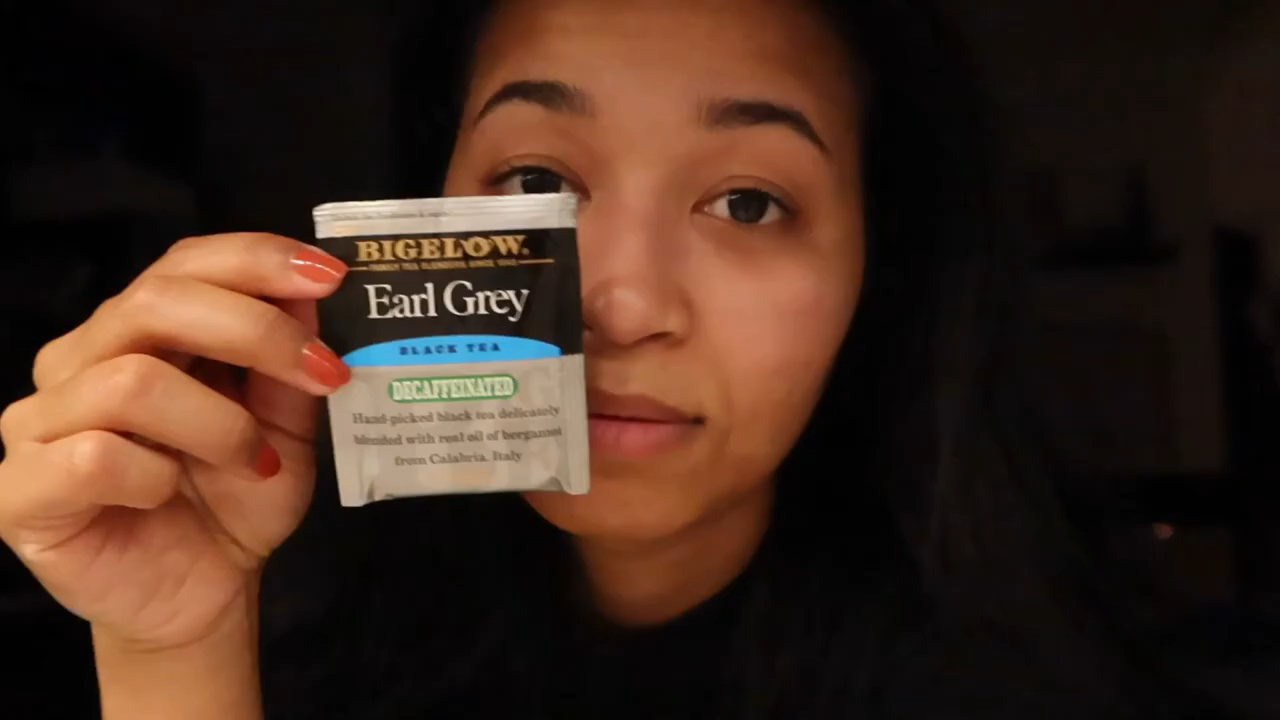 BIGELOW®
Earl Grey
BLACK TEA
DECAFFEINATED
Hand-picked black tea delicately
blended with real oil of bergamot
from Calabria, Italy